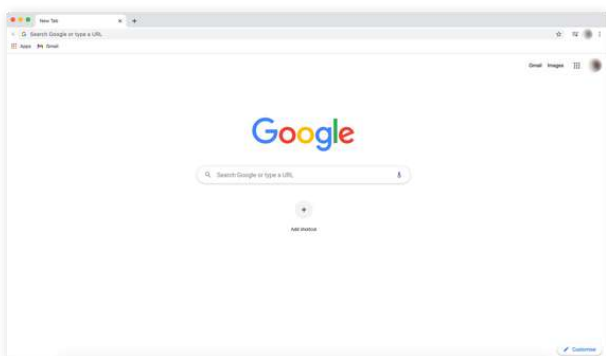 New Tab
Search Google or type a URL
Apps Gmail
Gmail Images
Google
Search Google or type a URL
Add shortcut
Customise